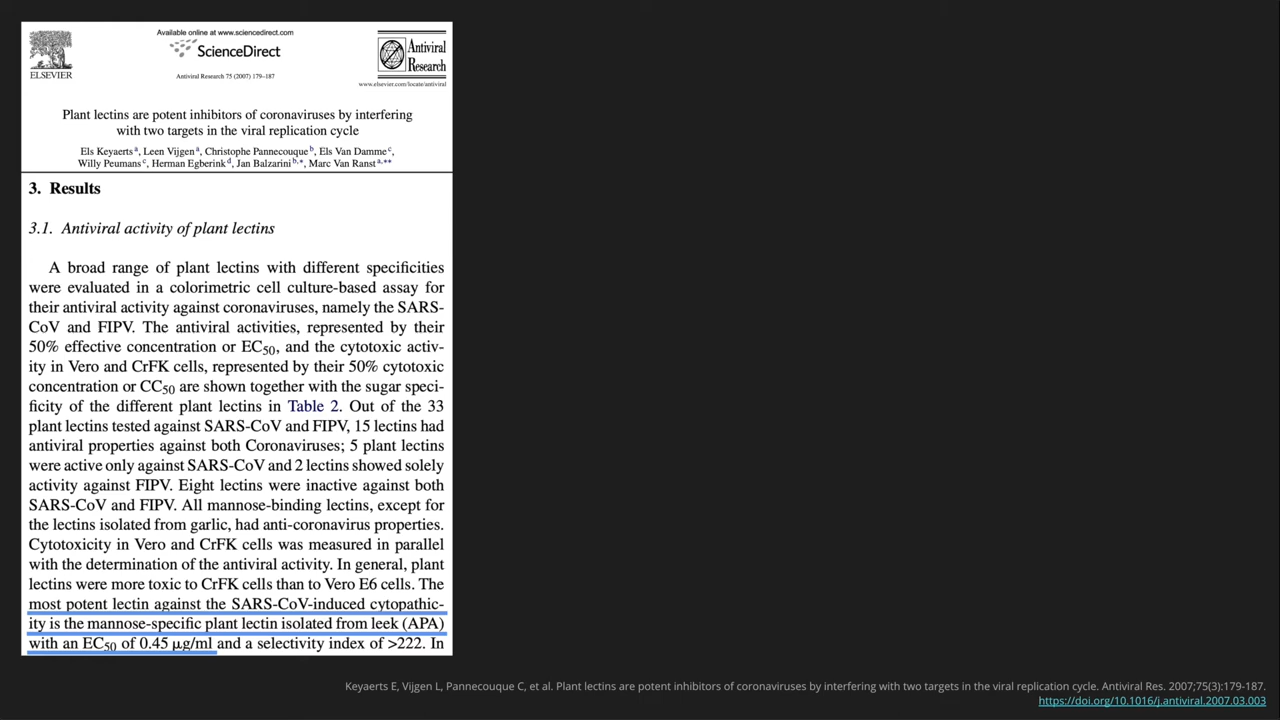 Available online at www.sciencedirect.com
ScienceDirect
ELSEVIER
Antiviral Research 75 (2007) 179–187
Antiviral
Research
www.elsevier.com/locate/antiviral
Plant lectins are potent inhibitors of coronaviruses by interfering
with two targets in the viral replication cycle
Els Keyaerts a, Leen Vijgen a, Christophe Pannecouque b, Els Van Damme c,
Willy Peumans c, Herman Egberink d, Jan Balzarini b,*, Marc Van Ranst a,**
3. Results
3.1. Antiviral activity of plant lectins
A broad range of plant lectins with different specificities
were evaluated in a colorimetric cell culture-based assay for
their antiviral activity against coronaviruses, namely the SARS-
CoV and FIPV. The antiviral activities, represented by their
50% effective concentration or EC50, and the cytotoxic activ-
ity in Vero and CrFK cells, represented by their 50% cytotoxic
concentration or CC50 are shown together with the sugar speci-
ficity of the different plant lectins in Table 2. Out of the 33
plant lectins tested against SARS-CoV and FIPV, 15 lectins had
antiviral properties against both Coronaviruses; 5 plant lectins
were active only against SARS-CoV and 2 lectins showed solely
activity against FIPV. Eight lectins were inactive against both
SARS-CoV and FIPV. All mannose-binding lectins, except for
the lectins isolated from garlic, had anti-coronavirus properties.
Cytotoxicity in Vero and CrFK cells was measured in parallel
with the determination of the antiviral activity. In general, plant
lectins were more toxic to CrFK cells than to Vero E6 cells. The
most potent lectin against the SARS-CoV-induced cytopathic-
ity is the mannose-specific plant lectin isolated from leek (APA)
with an EC50 of 0.45 μg/ml and a selectivity index of >222. In
Keyaerts E, Vijgen L, Pannecouque C, et al. Plant lectins are potent inhibitors of coronaviruses by interfering with two targets in the viral replication cycle. Antiviral Res. 2007;75(3):179-187.
https://doi.org/10.1016/j.antiviral.2007.03.003